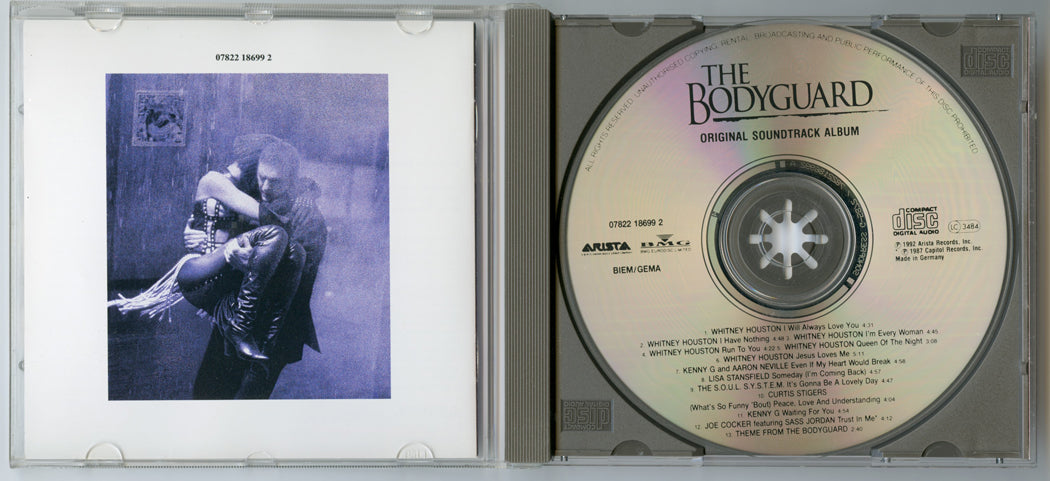 07822 18699 2
ALL RIGHTS RESERVED. UNAUTHORISED COPYING, RENTAL, BROADCASTING AND PUBLIC PERFORMANCE OF THIS DISC PROHIBITED
THE
BODYGUARD
ORIGINAL SOUNDTRACK ALBUM
07822 18699 2
ARISTA
BMG
BIEM/GEMA
COMPACT
disc
DIGITAL AUDIO
LC 3484
℗ 1992 Arista Records, Inc.
* ℗ 1987 Capitol Records, Inc.
Made in Germany
1. WHITNEY HOUSTON I Will Always Love You 4:31
2. WHITNEY HOUSTON I Have Nothing 4:48 3. WHITNEY HOUSTON I'm Every Woman 4:45
4. WHITNEY HOUSTON Run To You 4:22 5. WHITNEY HOUSTON Queen Of The Night 3:08
6. WHITNEY HOUSTON Jesus Loves Me 5:11
7. KENNY G and AARON NEVILLE Even If My Heart Would Break 4:58
8. LISA STANSFIELD Someday (I'm Coming Back) 4:57
9. THE S.O.U.L. S.Y.S.T.E.M. It's Gonna Be A Lovely Day 4:47
10. CURTIS STIGERS
(What's So Funny 'Bout) Peace, Love And Understanding 4:04
11. KENNY G Waiting For You 4:54
12. JOE COCKER featuring SASS JORDAN Trust In Me* 4:12
13. THEME FROM THE BODYGUARD 2:40
COMPACT
disc
DIGITAL AUDIO
COMPACT
disc
DIGITAL AUDIO